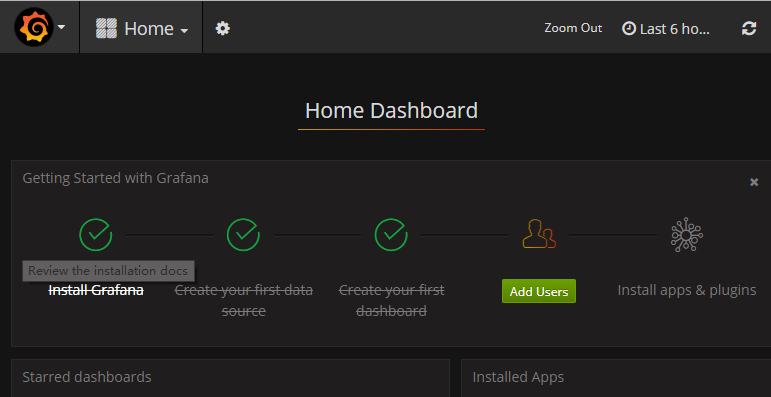 Home
Zoom Out
Last 6 ho...
Home Dashboard
Getting Started with Grafana
Review the installation docs
Install Grafana
Create your first data
source
Create your first
dashboard
Add Users
Install apps & plugins
Starred dashboards
Installed Apps